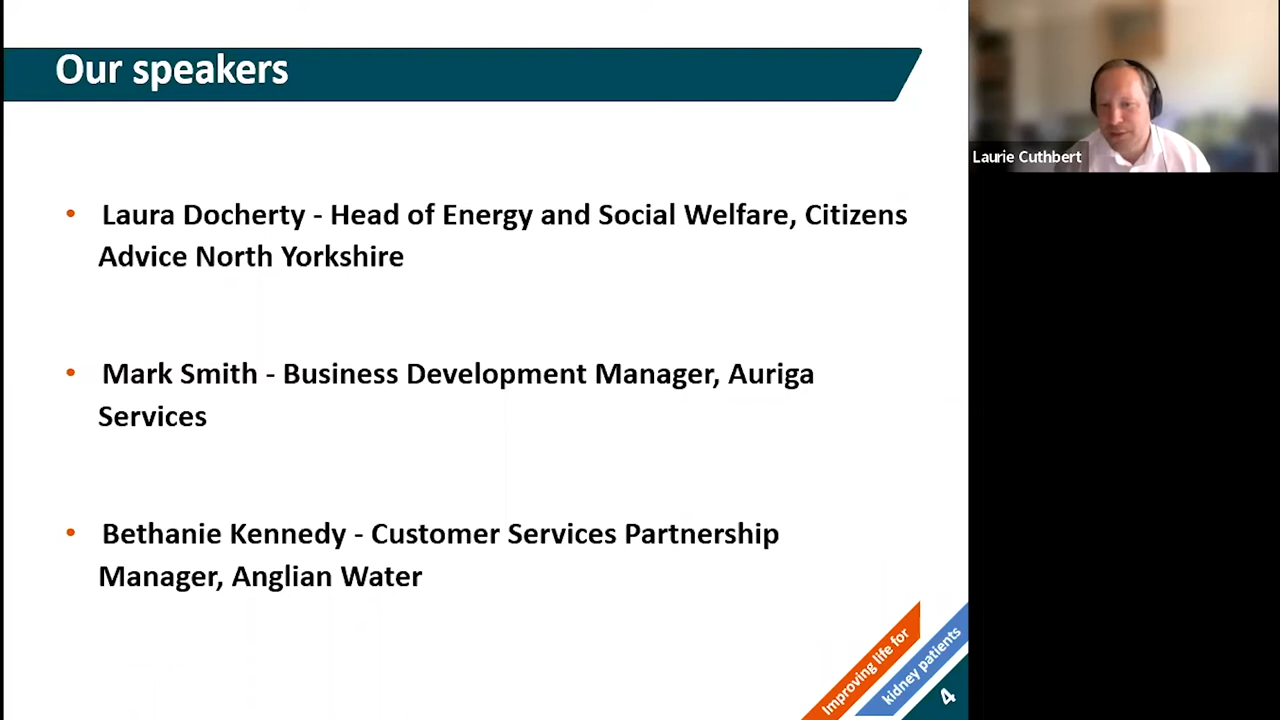 Our speakers
• Laura Docherty - Head of Energy and Social Welfare, Citizens
Advice North Yorkshire
• Mark Smith - Business Development Manager, Auriga
Services
• Bethanie Kennedy - Customer Services Partnership
Manager, Anglian Water
Improving life for
kidney patients
4
Laurie Cuthbert